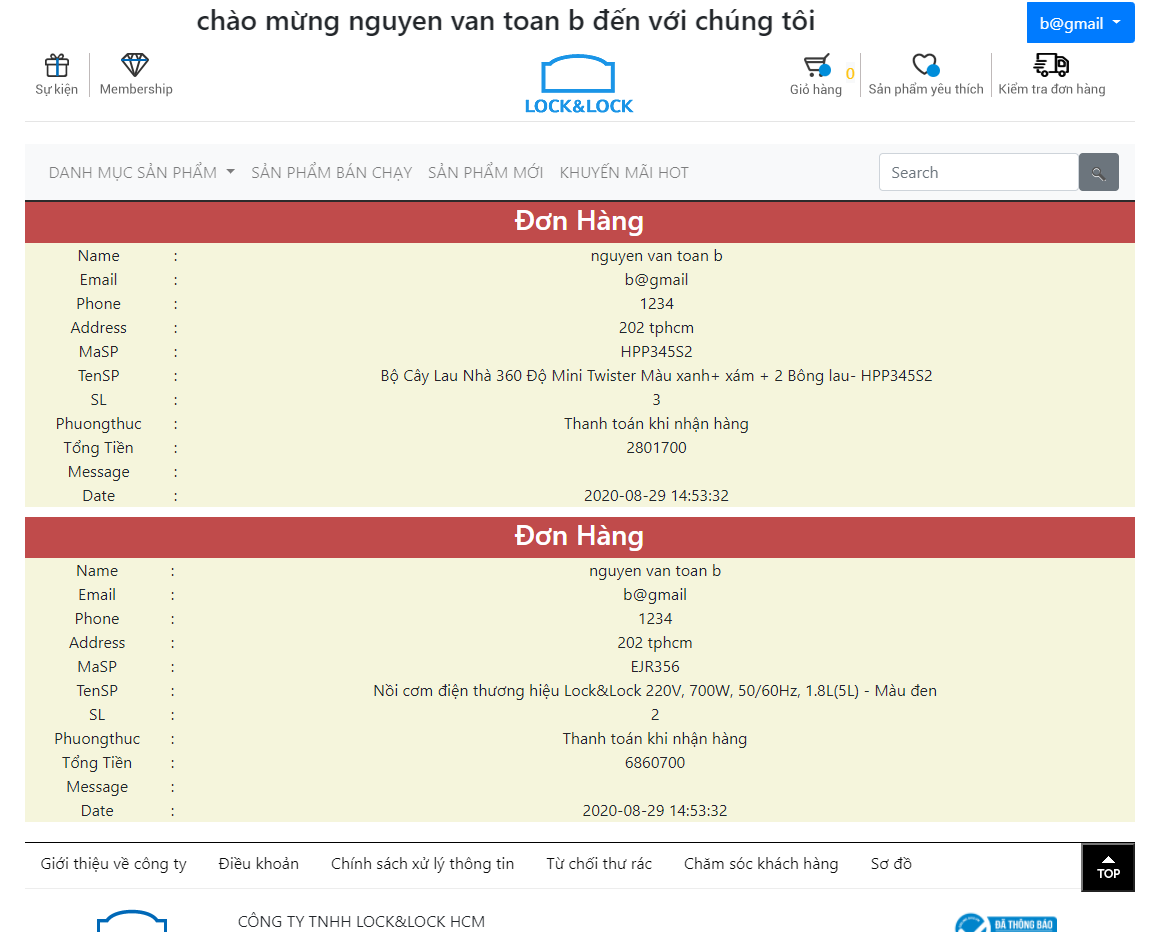 chào mừng nguyen van toan b đến với chúng tôi
b@gmail
Sự kiện
Membership
LOCK&LOCK
Giỏ hàng
0
Sản phẩm yêu thích
Kiểm tra đơn hàng
DANH MỤC SẢN PHẨM
SẢN PHẨM BÁN CHẠY
SẢN PHẨM MỚI
KHUYẾN MÃI HOT
Search
Đơn Hàng
Name : nguyen van toan b
Email : b@gmail
Phone : 1234
Address : 202 tphcm
MaSP : HPP345S2
TenSP : Bộ Cây Lau Nhà 360 Độ Mini Twister Màu xanh+ xám + 2 Bông lau- HPP345S2
SL : 3
Phuongthuc : Thanh toán khi nhận hàng
Tổng Tiền : 2801700
Message :
Date : 2020-08-29 14:53:32
Đơn Hàng
Name : nguyen van toan b
Email : b@gmail
Phone : 1234
Address : 202 tphcm
MaSP : EJR356
TenSP : Nồi cơm điện thương hiệu Lock&Lock 220V, 700W, 50/60Hz, 1.8L(5L) - Màu đen
SL : 2
Phuongthuc : Thanh toán khi nhận hàng
Tổng Tiền : 6860700
Message :
Date : 2020-08-29 14:53:32
Giới thiệu về công ty
Điều khoản
Chính sách xử lý thông tin
Từ chối thư rác
Chăm sóc khách hàng
Sơ đồ
TOP
CÔNG TY TNHH LOCK&LOCK HCM
ĐÃ THÔNG BÁO